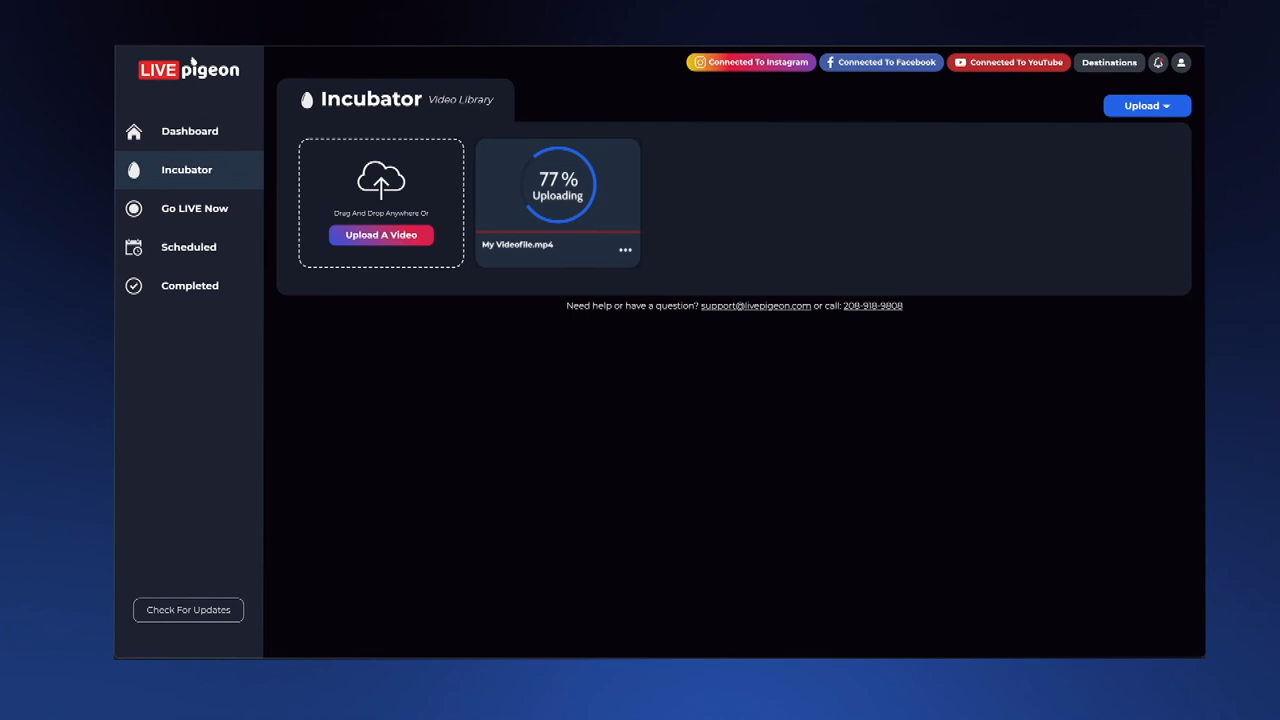 LIVE pigeon
Connected To Instagram
Connected To Facebook
Connected To YouTube
Destinations
Incubator Video Library
Upload
Dashboard
Incubator
Go LIVE Now
Scheduled
Completed
Drag And Drop Anywhere Or
Upload A Video
77 %
Uploading
My Videofile.mp4
Need help or have a question? support@livepigeon.com or call: 208-918-9808
Check For Updates